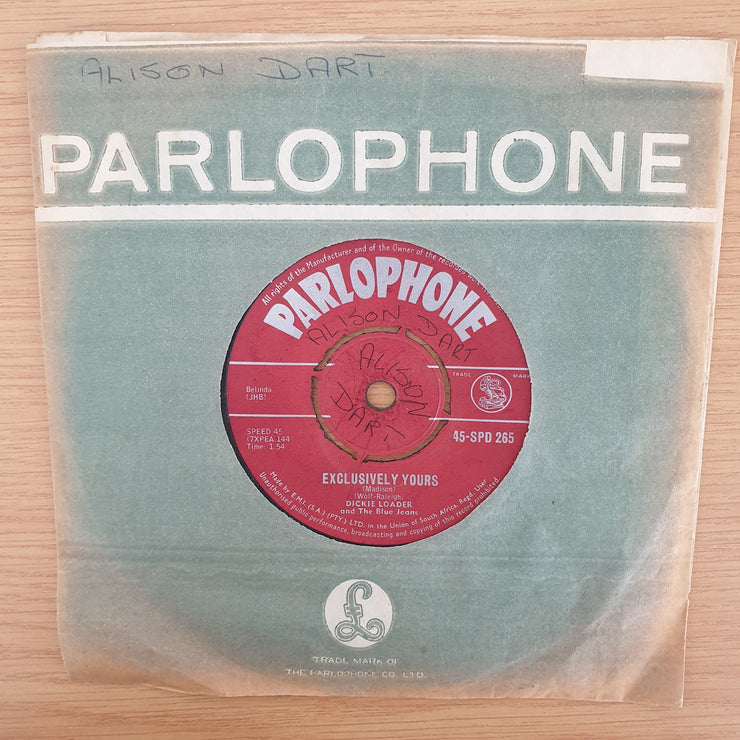 ALISON DART
PARLOPHONE
All rights of the Manufacturer and of the Owner of the recorded
PARLOPHONE
ALISON DART
ALISON
DART
TRADE MARK
Belinda
(JHB)
SPEED 45
(7XPEA.144
Time: 1.54
45-SPD 265
EXCLUSIVELY YOURS
(Madison)
(Wolf-Raleigh)
DICKIE LOADER
and The Blue Jeans
Made by E.M.I. (S.A.) (PTY.) LTD. in the Union of South Africa. Regd. User
Unauthorised public performance, broadcasting and copying of this record prohibited.
£
TRADE MARK OF
THE PARLOPHONE CO. LTD.